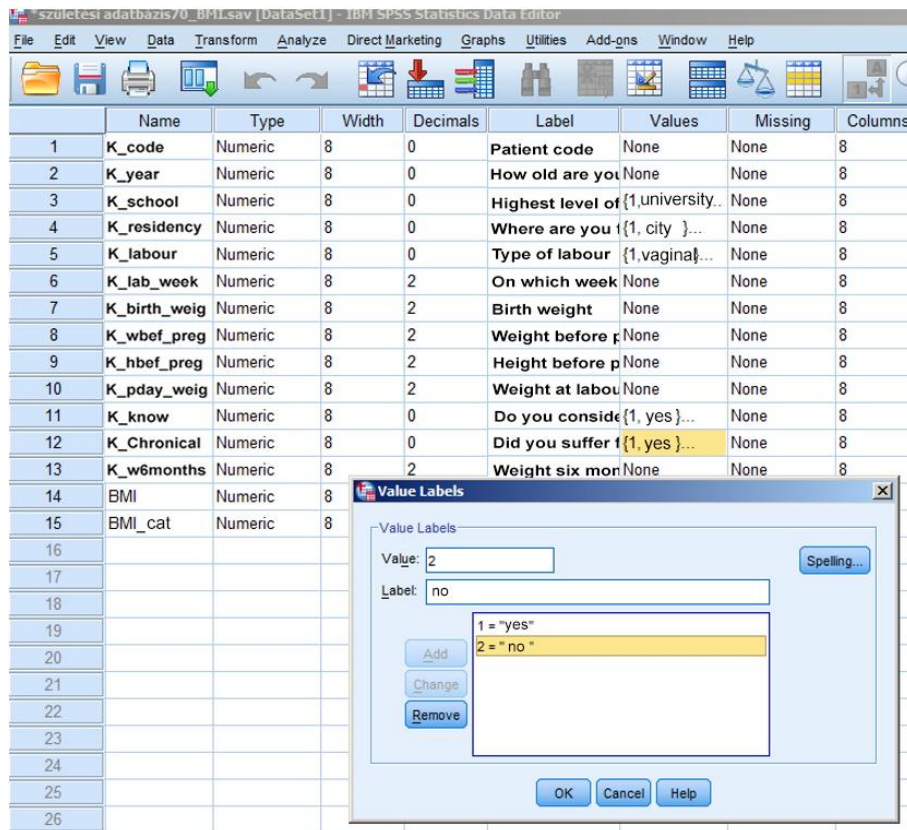 *születési adatbázis70_BMI.sav [DataSet1] - IBM SPSS Statistics Data Editor
File Edit View Data Transform Analyze Direct Marketing Graphs Utilities Add-ons Window Help
Name Type Width Decimals Label Values Missing Columns
1 K_code Numeric 8 0 Patient code None None 8
2 K_year Numeric 8 0 How old are you None None 8
3 K_school Numeric 8 0 Highest level of {1,university.. None 8
4 K_residency Numeric 8 0 Where are you f {1, city }... None 8
5 K_labour Numeric 8 0 Type of labour {1,vaginal}... None 8
6 K_lab_week Numeric 8 2 On which week None None 8
7 K_birth_weig Numeric 8 2 Birth weight None None 8
8 K_wbef_preg Numeric 8 2 Weight before p None None 8
9 K_hbef_preg Numeric 8 2 Height before p None None 8
10 K_pday_weig Numeric 8 2 Weight at labou None None 8
11 K_know Numeric 8 0 Do you conside {1, yes }... None 8
12 K_Chronical Numeric 8 0 Did you suffer f {1, yes }... None 8
13 K_w6months Numeric 8 2 Weight six mon None None 8
14 BMI Numeric 8
15 BMI_cat Numeric 8
16
17
18
19
20
21
22
23
24
25
26
Value Labels
Value Labels
Value: 2
Spelling...
Label: no
1 = "yes"
2 = " no "
Add
Change
Remove
OK Cancel Help